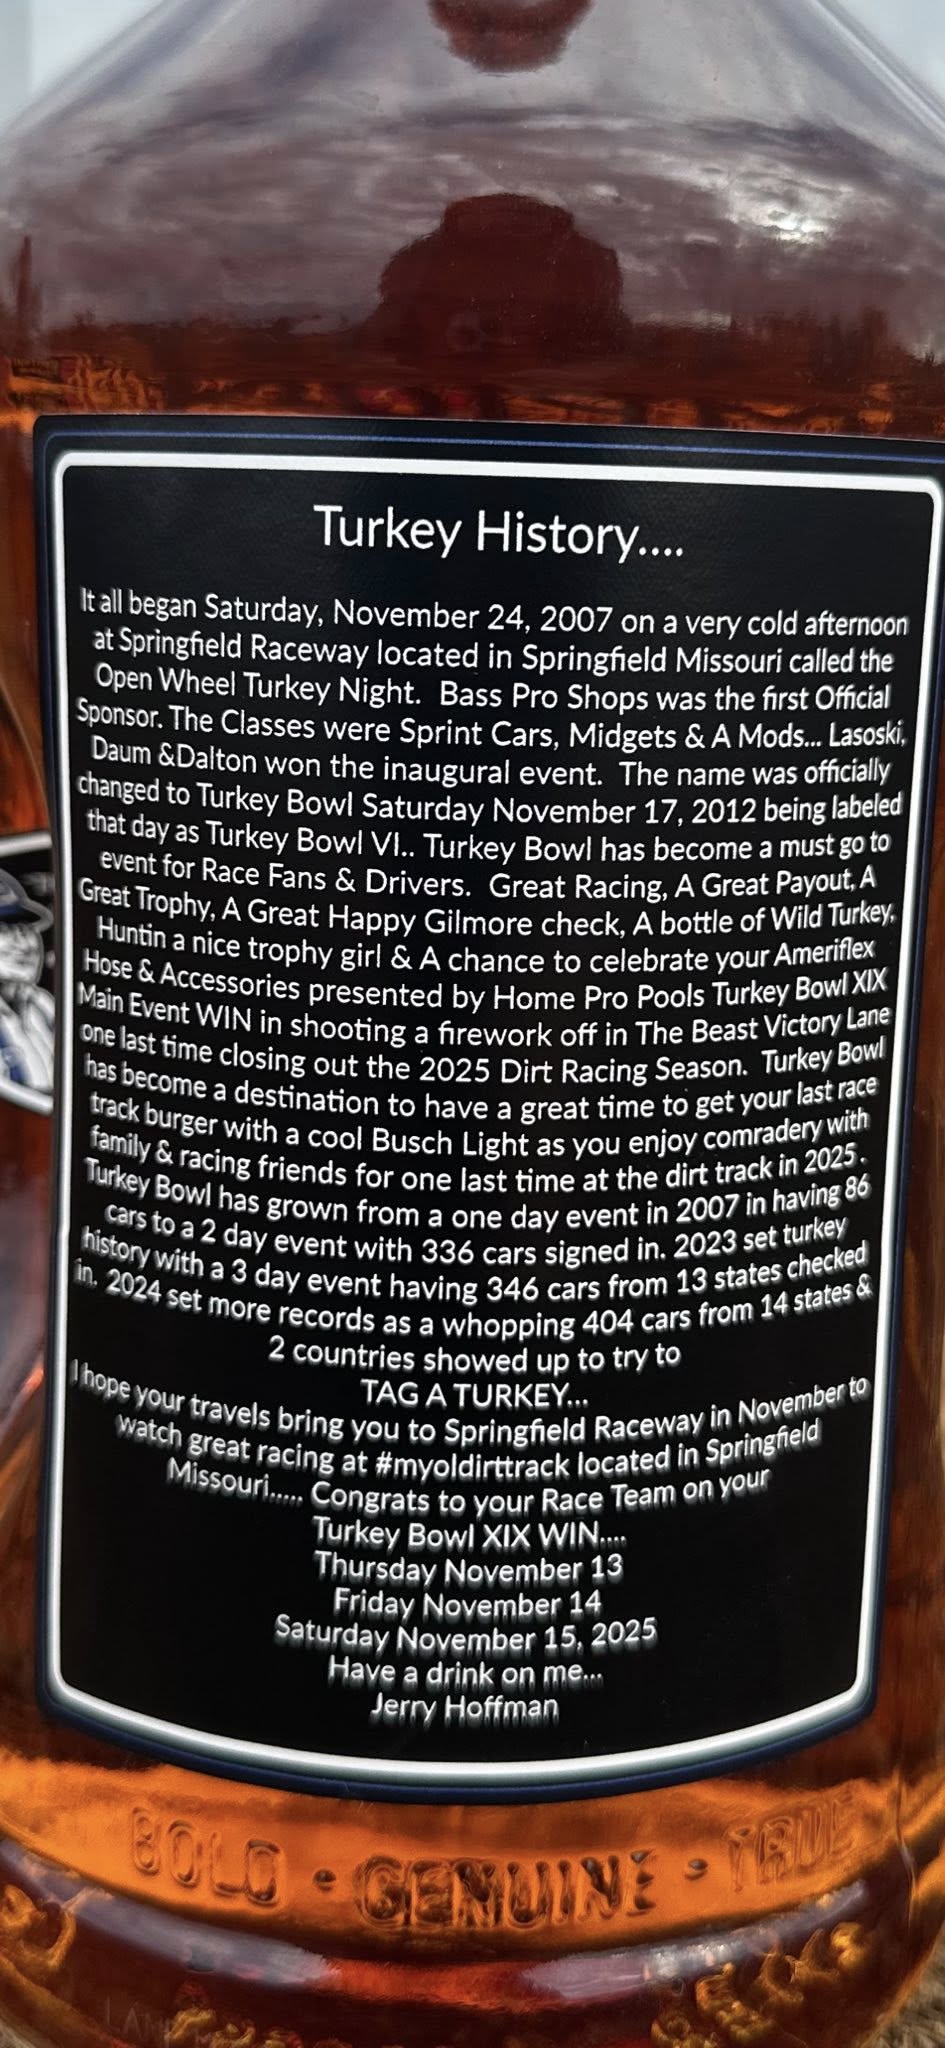 Turkey History....
It all began Saturday, November 24, 2007 on a very cold afternoon
at Springfield Raceway located in Springfield Missouri called the
Open Wheel Turkey Night. Bass Pro Shops was the first Official
Sponsor. The Classes were Sprint Cars, Midgets & A Mods... Lasoski,
Daum &Dalton won the inaugural event. The name was officially
changed to Turkey Bowl Saturday November 17, 2012 being labeled
that day as Turkey Bowl VI.. Turkey Bowl has become a must go to
event for Race Fans & Drivers. Great Racing, A Great Payout, A
Great Trophy, A Great Happy Gilmore check, A bottle of Wild Turkey,
Huntin a nice trophy girl & A chance to celebrate your Ameriflex
Hose & Accessories presented by Home Pro Pools Turkey Bowl XIX
Main Event WIN in shooting a firework off in The Beast Victory Lane
one last time closing out the 2025 Dirt Racing Season. Turkey Bowl
has become a destination to have a great time to get your last race
track burger with a cool Busch Light as you enjoy comradery with
family & racing friends for one last time at the dirt track in 2025.
Turkey Bowl has grown from a one day event in 2007 in having 86
cars to a 2 day event with 336 cars signed in. 2023 set turkey
history with a 3 day event having 346 cars from 13 states checked
in. 2024 set more records as a whopping 404 cars from 14 states &
2 countries showed up to try to
TAG A TURKEY...
I hope your travels bring you to Springfield Raceway in November to
watch great racing at #myoldirttrack located in Springfield
Missouri..... Congrats to your Race Team on your
Turkey Bowl XIX WIN....
Thursday November 13
Friday November 14
Saturday November 15, 2025
Have a drink on me...
Jerry Hoffman
BOLD • GENUINE • TRUE